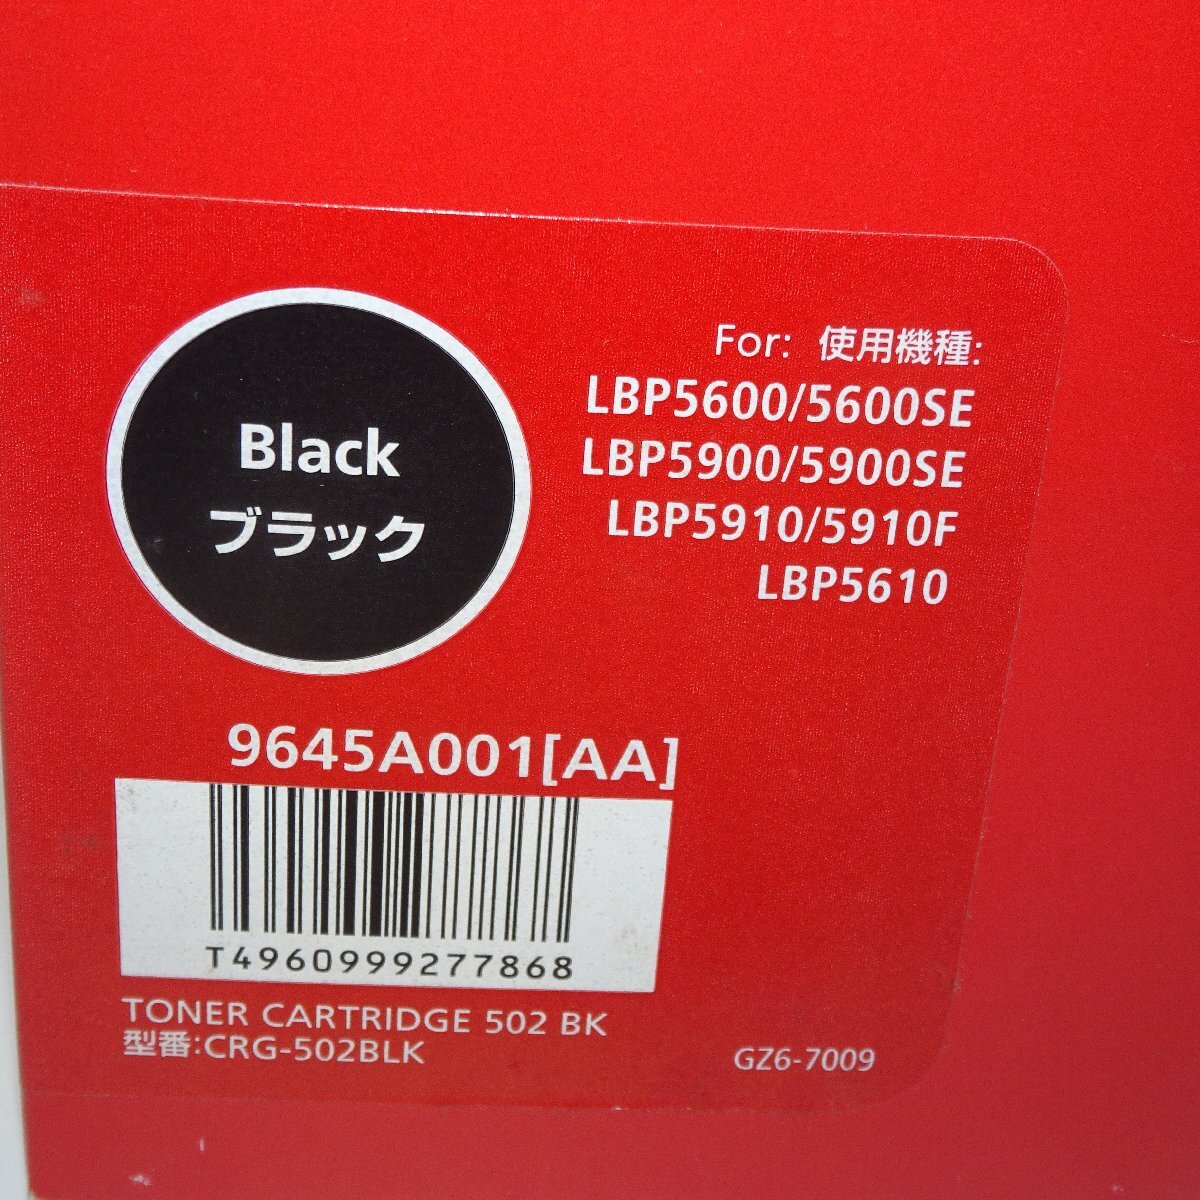 Black
ブラック
For: 使用機種:
LBP5600/5600SE
LBP5900/5900SE
LBP5910/5910F
LBP5610
9645A001[AA]
T4960999277868
TONER CARTRIDGE 502 BK
型番:CRG-502BLK
GZ6-7009